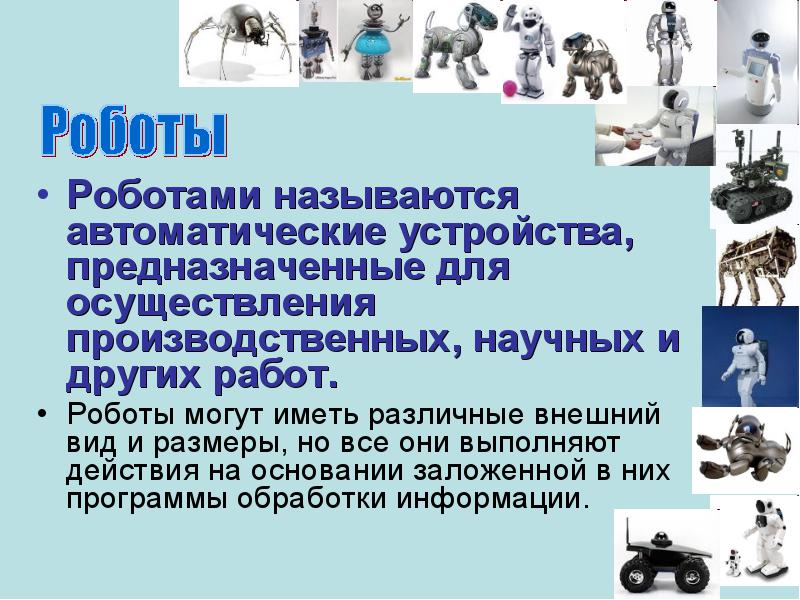 Роботы
• Роботами называются
автоматические устройства,
предназначенные для
осуществления
производственных, научных и
других работ.
• Роботы могут иметь различные внешний
вид и размеры, но все они выполняют
действия на основании заложенной в них
программы обработки информации.